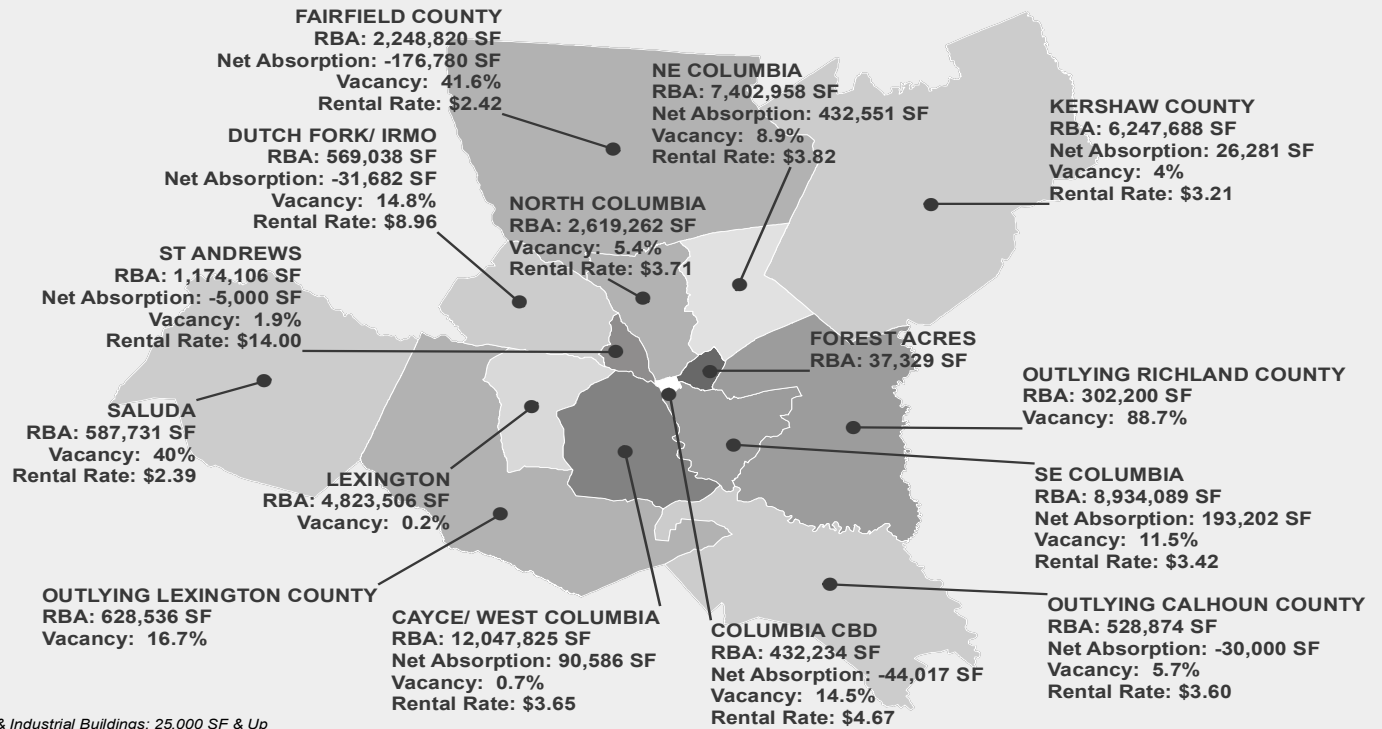 FAIRFIELD COUNTY
RBA: 2,248,820 SF
Net Absorption: -176,780 SF
Vacancy: 41.6%
Rental Rate: $2.42
NE COLUMBIA
RBA: 7,402,958 SF
Net Absorption: 432,551 SF
Vacancy: 8.9%
Rental Rate: $3.82
KERSHAW COUNTY
RBA: 6,247,688 SF
Net Absorption: 26,281 SF
Vacancy: 4%
Rental Rate: $3.21
DUTCH FORK/ IRMO
RBA: 569,038 SF
Net Absorption: -31,682 SF
Vacancy: 14.8%
Rental Rate: $8.96
NORTH COLUMBIA
RBA: 2,619,262 SF
Vacancy: 5.4%
Rental Rate: $3.71
ST ANDREWS
RBA: 1,174,106 SF
Net Absorption: -5,000 SF
Vacancy: 1.9%
Rental Rate: $14.00
FOREST ACRES
RBA: 37,329 SF
OUTLYING RICHLAND COUNTY
RBA: 302,200 SF
Vacancy: 88.7%
SALUDA
RBA: 587,731 SF
Vacancy: 40%
Rental Rate: $2.39
LEXINGTON
RBA: 4,823,506 SF
Vacancy: 0.2%
SE COLUMBIA
RBA: 8,934,089 SF
Net Absorption: 193,202 SF
Vacancy: 11.5%
Rental Rate: $3.42
OUTLYING LEXINGTON COUNTY
RBA: 628,536 SF
Vacancy: 16.7%
CAYCE/ WEST COLUMBIA
RBA: 12,047,825 SF
Net Absorption: 90,586 SF
Vacancy: 0.7%
Rental Rate: $3.65
COLUMBIA CBD
RBA: 432,234 SF
Net Absorption: -44,017 SF
Vacancy: 14.5%
Rental Rate: $4.67
OUTLYING CALHOUN COUNTY
RBA: 528,874 SF
Net Absorption: -30,000 SF
Vacancy: 5.7%
Rental Rate: $3.60
& Industrial Buildings: 25,000 SF & Up